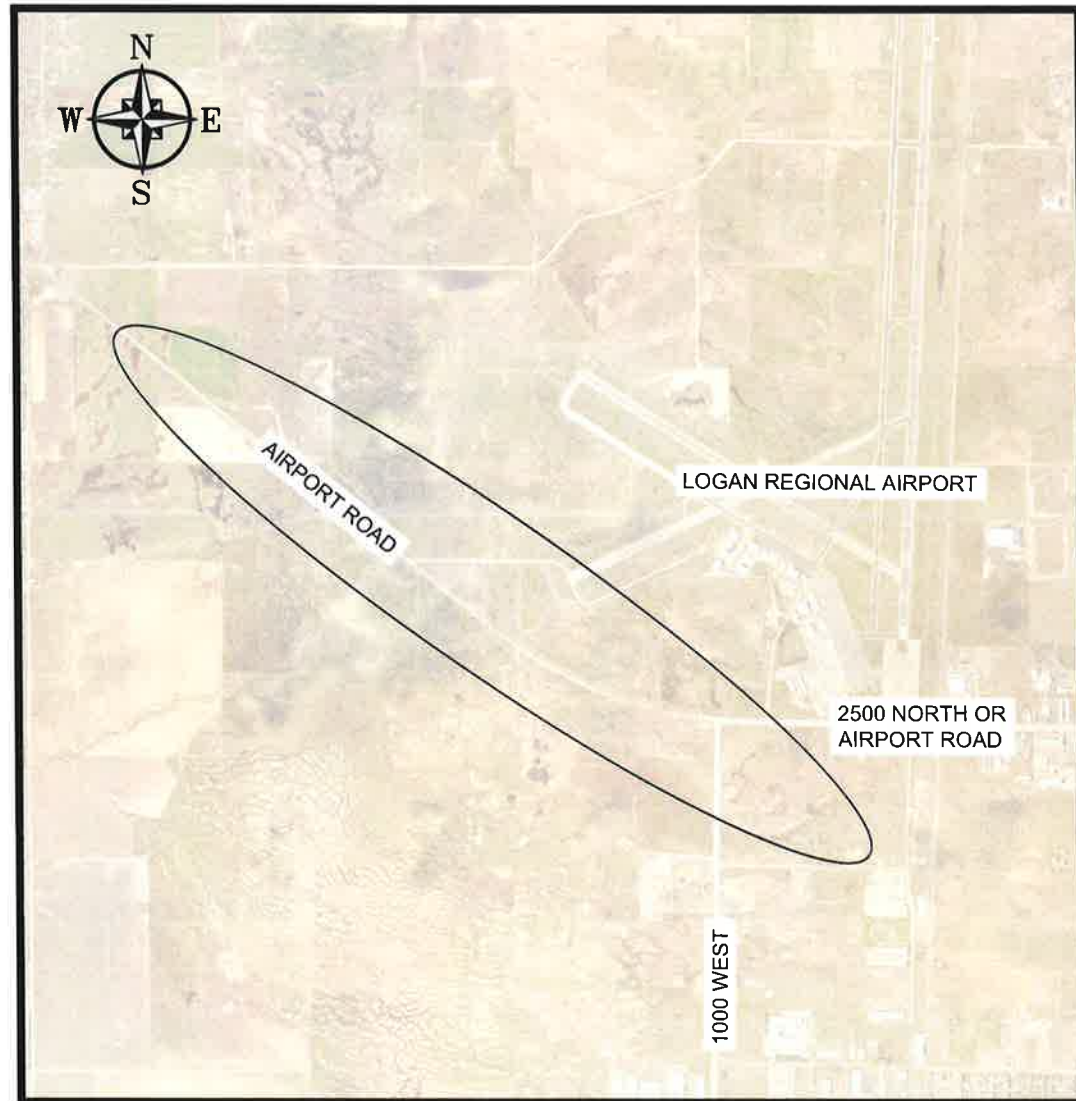 N
W E
S
AIRPORT ROAD
LOGAN REGIONAL AIRPORT
2500 NORTH OR
AIRPORT ROAD
1000 WEST